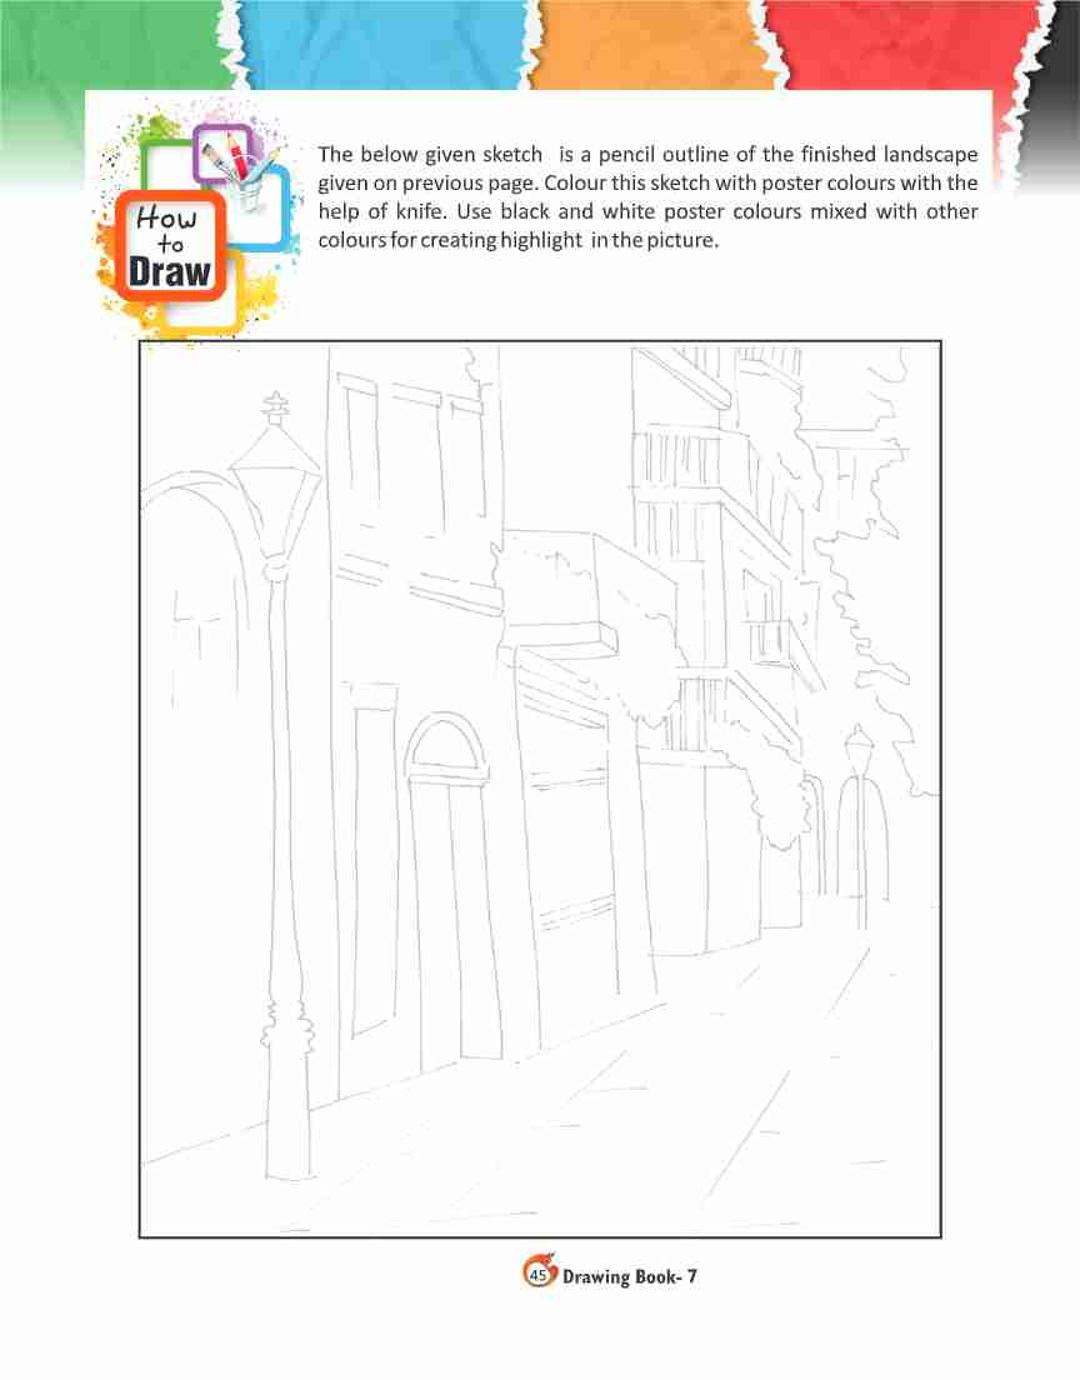 The below given sketch is a pencil outline of the finished landscape
given on previous page. Colour this sketch with poster colours with the
help of knife. Use black and white poster colours mixed with other
colours for creating highlight in the picture.
How
to
Draw
45 Drawing Book- 7